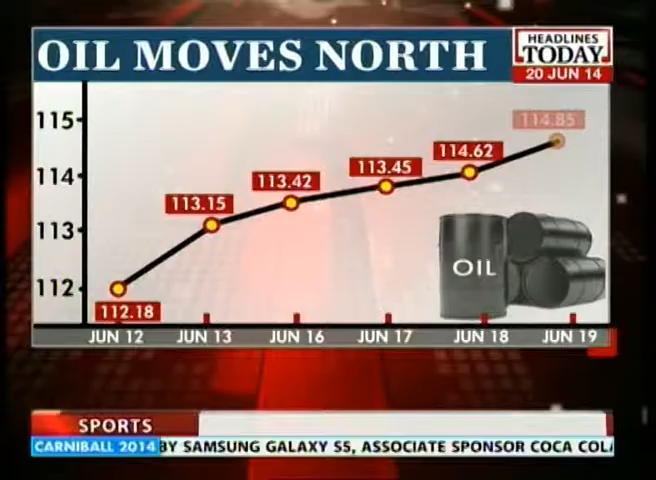 OIL MOVES NORTH
HEADLINES
TODAY
20 JUN 14
115
114.85
114.62
113.45
114
113.42
113.15
113
112
112.18
OIL
JUN 12 JUN 13 JUN 16 JUN 17 JUN 18 JUN 19
SPORTS
CARNIBALL 2014 BY SAMSUNG GALAXY S5, ASSOCIATE SPONSOR COCA COLA